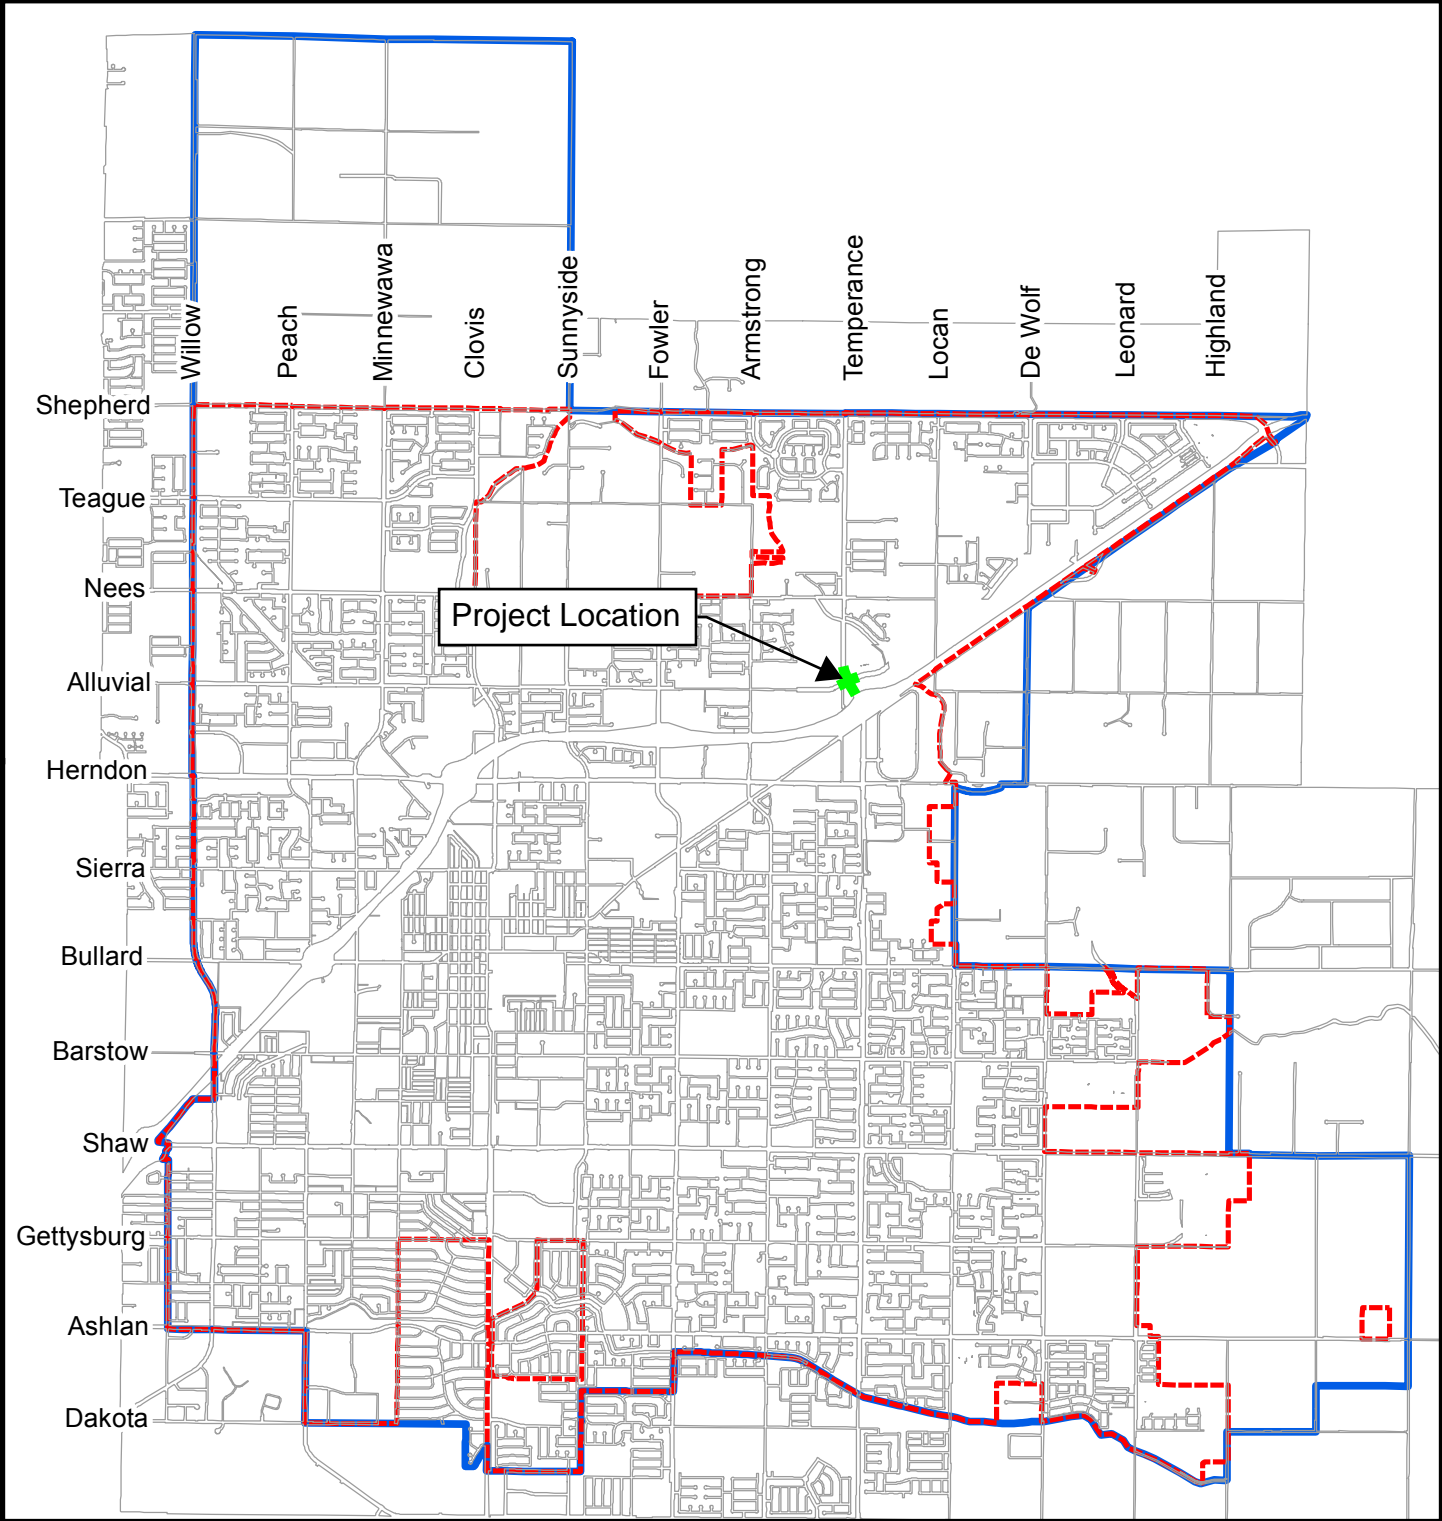 Willow
Peach
Minnewawa
Clovis
Sunnyside
Fowler
Armstrong
Temperance
Locan
De Wolf
Leonard
Highland
Shepherd
Teague
Nees
Project Location
Alluvial
Herndon
Sierra
Bullard
Barstow
Shaw
Gettysburg
Ashlan
Dakota